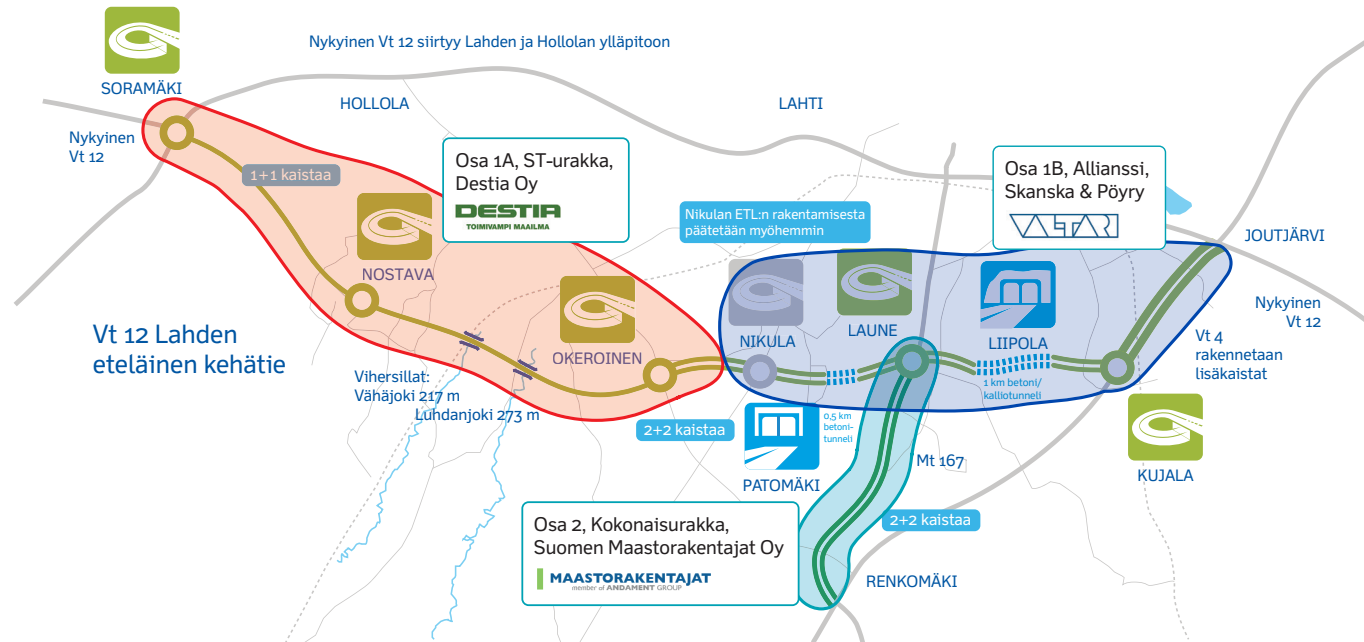 Nykyinen Vt 12 siirtyy Lahden ja Hollolan ylläpitoon
SORAMÄKI
HOLLOLA
LAHTI
Nykyinen
Vt 12
1+1 kaistaa
Osa 1A, ST-urakka,
Destia Oy
DESTIA
TOIMIVAMPI MAAILMA
Osa 1B, Allianssi,
Skanska & Pöyry
VALTARI
Nikulan ETL:n rakentamisesta
päätetään myöhemmin
JOUTJÄRVI
NOSTAVA
Nykyinen
Vt 12
Vt 12 Lahden
eteläinen kehätie
OKEROINEN
NIKULA
LAUNE
LIIPOLA
Vt 4
rakennetaan
lisäkaistat
Vihersillat:
Vähäjoki 217 m
Luhdanjoki 273 m
1 km betoni/
kalliotunneli
2+2 kaistaa
0,5 km
betoni-
tunneli
PATOMÄKI
Mt 167
KUJALA
Osa 2, Kokonaisurakka,
Suomen Maastorakentajat Oy
MAASTORAKENTAJAT
member of ANDAMENT GROUP
2+2 kaistaa
RENKOMÄKI